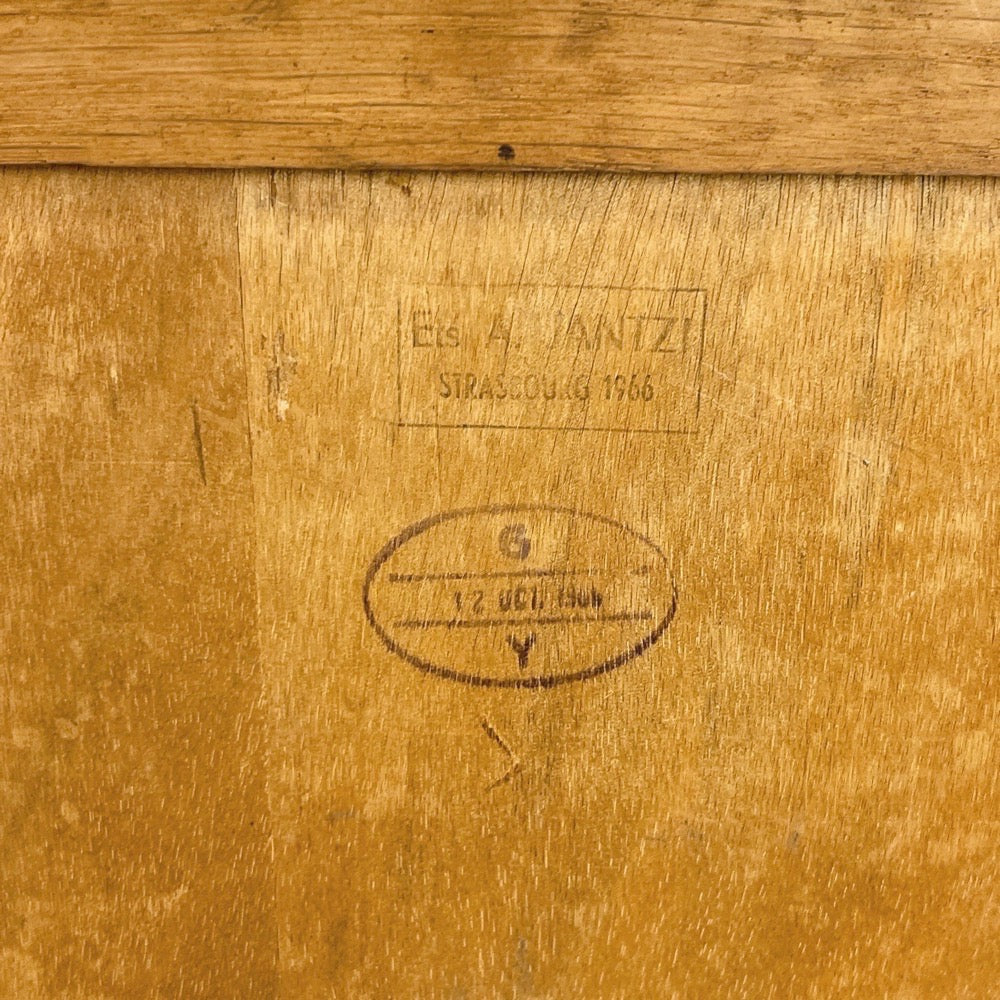 Ets A. JANTZI
STRASBOURG 1966
G
12 OCT. 1966
Y